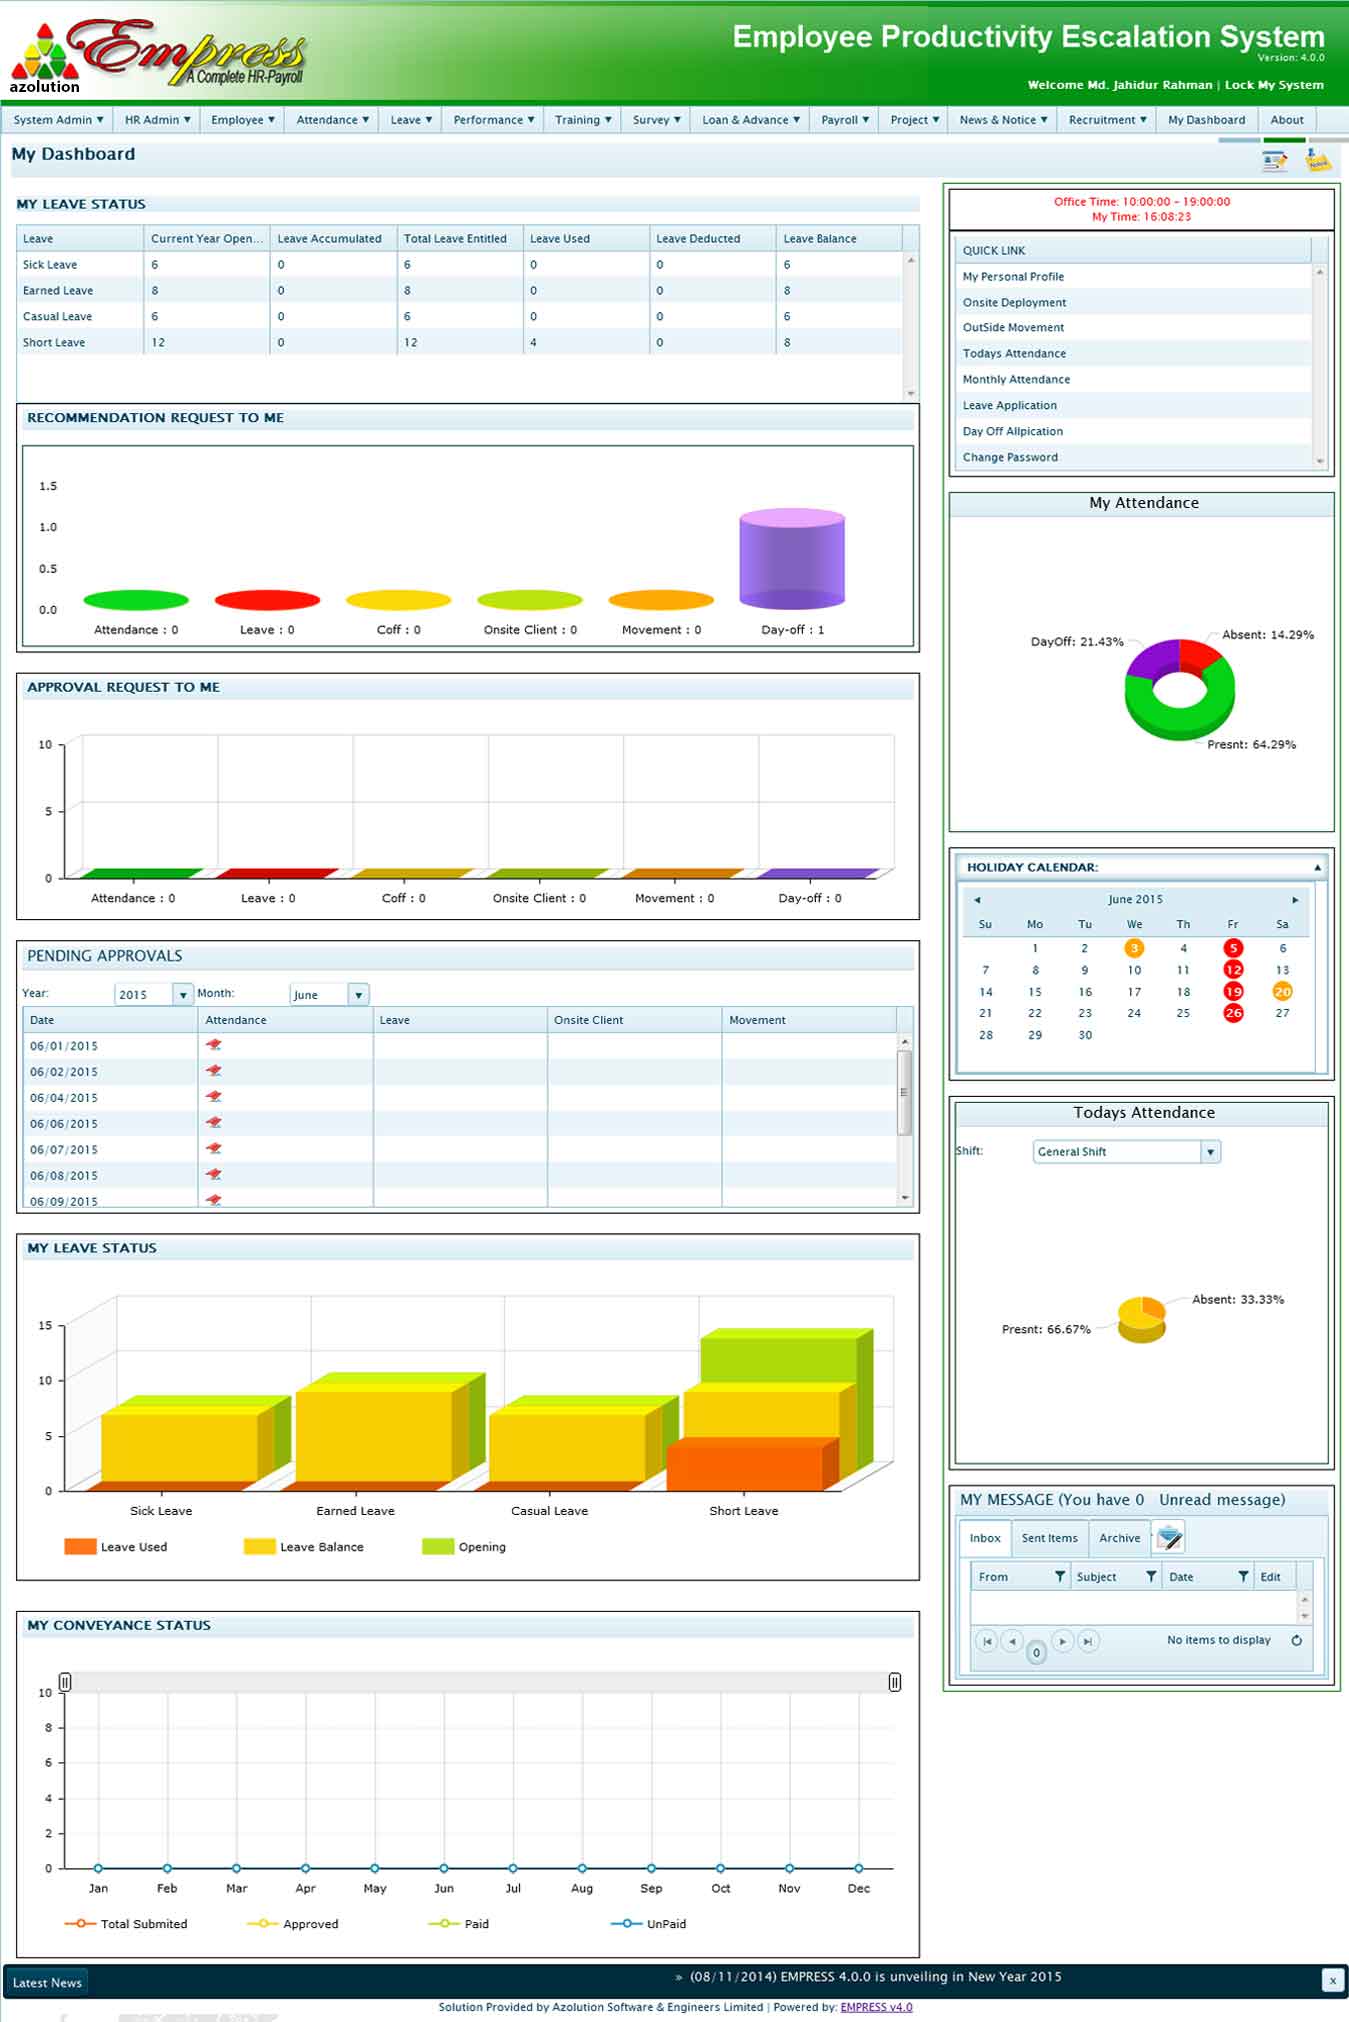 Empress
A Complete HR-Payroll
azolution
Employee Productivity Escalation System
Version: 4.0.0
Welcome Md. Jahidur Rahman | Lock My System
System Admin ▼ HR Admin ▼ Employee ▼ Attendance ▼ Leave ▼ Performance ▼ Training ▼ Survey ▼ Loan & Advance ▼ Payroll ▼ Project ▼ News & Notice ▼ Recruitment ▼ My Dashboard About
My Dashboard
MY LEAVE STATUS
Leave Current Year Open... Leave Accumulated Total Leave Entitled Leave Used Leave Deducted Leave Balance
Sick Leave 6 0 6 0 0 6
Earned Leave 8 0 8 0 0 8
Casual Leave 6 0 6 0 0 6
Short Leave 12 0 12 4 0 8
RECOMMENDATION REQUEST TO ME
1.5
1.0
0.5
0.0
Attendance : 0 Leave : 0 Coff : 0 Onsite Client : 0 Movement : 0 Day-off : 1
APPROVAL REQUEST TO ME
10
5
0
Attendance : 0 Leave : 0 Coff : 0 Onsite Client : 0 Movement : 0 Day-off : 0
PENDING APPROVALS
Year: 2015 Month: June
Date Attendance Leave Onsite Client Movement
06/01/2015
06/02/2015
06/04/2015
06/06/2015
06/07/2015
06/08/2015
06/09/2015
MY LEAVE STATUS
15
10
5
0
Sick Leave Earned Leave Casual Leave Short Leave
Leave Used Leave Balance Opening
MY CONVEYANCE STATUS
10
8
6
4
2
0
Jan Feb Mar Apr May Jun Jul Aug Sep Oct Nov Dec
Total Submited Approved Paid UnPaid
Office Time: 10:00:00 - 19:00:00
My Time: 16:08:23
QUICK LINK
My Personal Profile
Onsite Deployment
OutSide Movement
Todays Attendance
Monthly Attendance
Leave Application
Day Off Allpication
Change Password
My Attendance
DayOff: 21.43% Absent: 14.29%
Presnt: 64.29%
HOLIDAY CALENDAR:
June 2015
Su Mo Tu We Th Fr Sa
1 2 3 4 5 6
7 8 9 10 11 12 13
14 15 16 17 18 19 20
21 22 23 24 25 26 27
28 29 30
Todays Attendance
Shift: General Shift
Absent: 33.33%
Presnt: 66.67%
MY MESSAGE (You have 0 Unread message)
Inbox Sent Items Archive
From Subject Date Edit
0 No items to display
Latest News » (08/11/2014) EMPRESS 4.0.0 is unveiling in New Year 2015 x
Solution Provided by Azolution Software & Engineers Limited | Powered by: EMPRESS v4.0